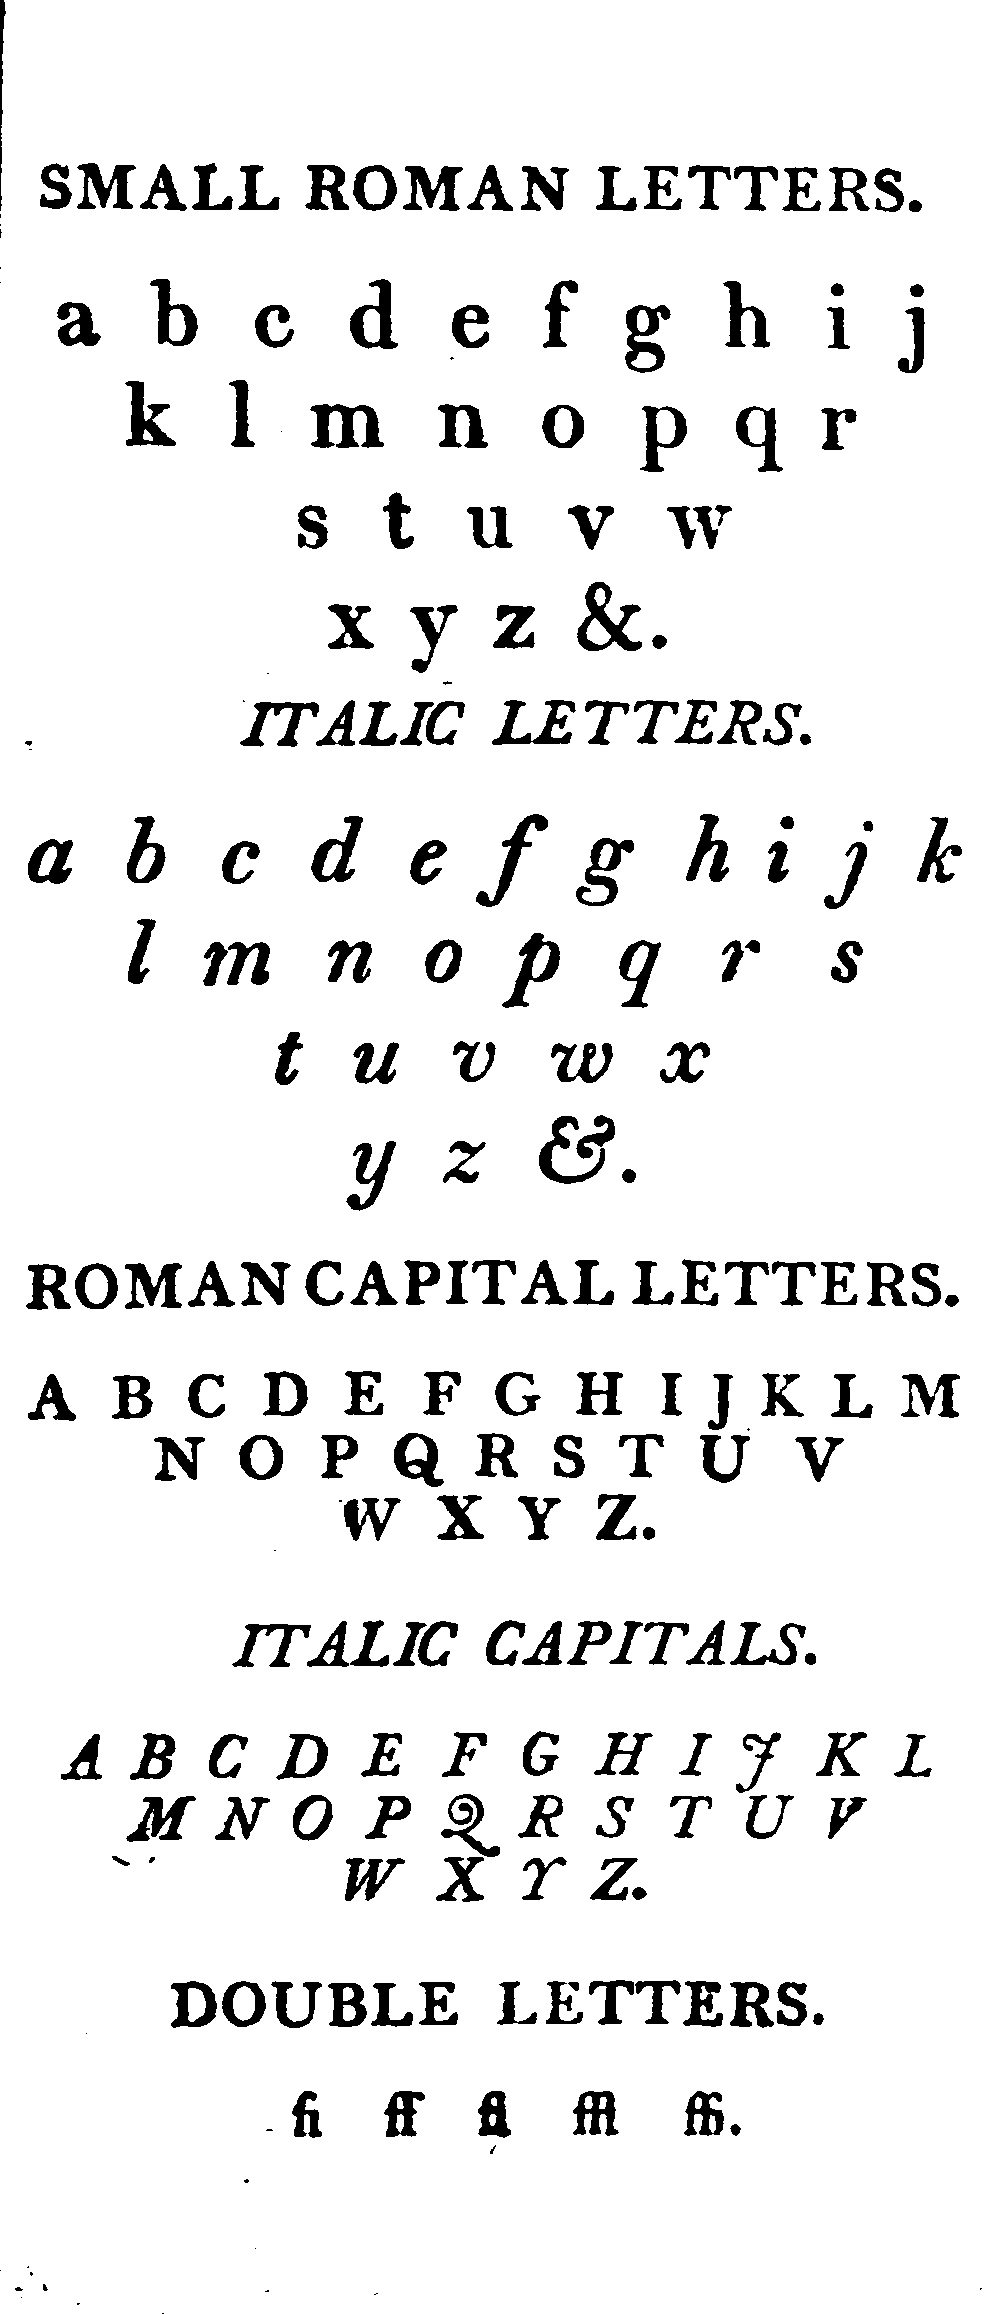 SMALL ROMAN LETTERS.
a b c d e f g h i j
k l m n o p q r
s t u v w
x y z &.
ITALIC LETTERS.
a b c d e f g h i j k
l m n o p q r s
t u v w x
y z &.
ROMAN CAPITAL LETTERS.
A B C D E F G H I J K L M
N O P Q R S T U V
W X Y Z.
ITALIC CAPITALS.
A B C D E F G H I J K L
M N O P Q R S T U V
W X Y Z.
DOUBLE LETTERS.
fi ff fl ffl ffi.